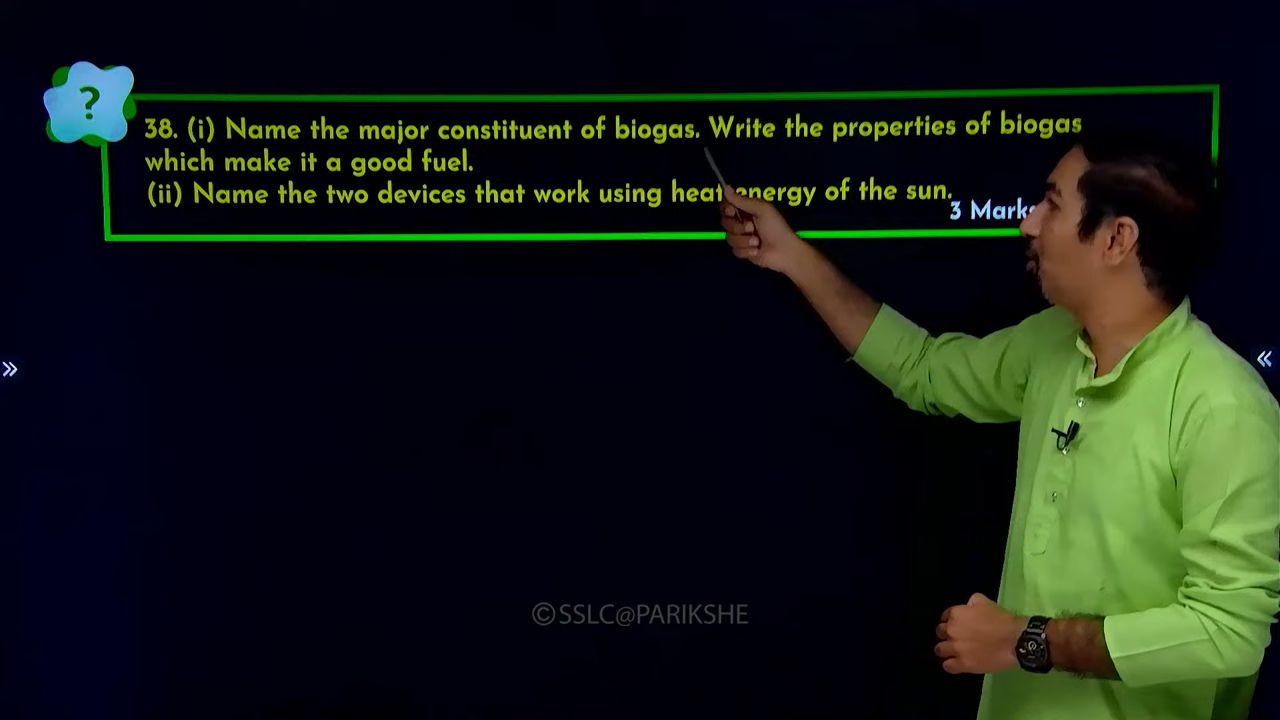 ?
38. (i) Name the major constituent of biogas. Write the properties of biogas
which make it a good fuel.
(ii) Name the two devices that work using heat energy of the sun.
3 Marks
»
«
©SSLC@PARIKSHE